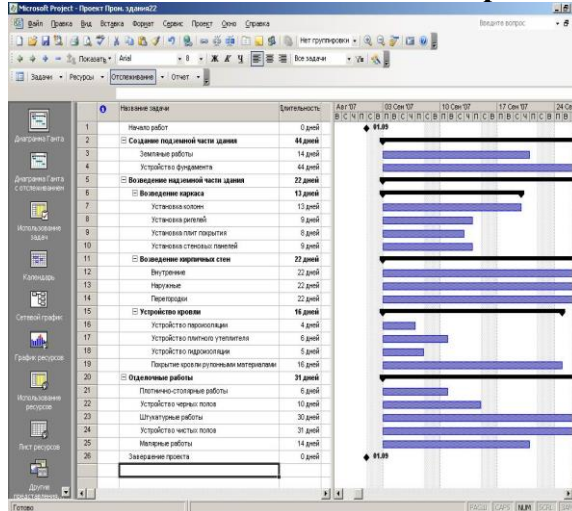 Microsoft Project - Проект Пром. здания22
Файл Правка Вид Вставка Формат Сервис Проект Окно Справка
Введите вопрос
Нет группировки
Показать Arial 8 Ж К Ч Все задачи
Задачи Ресурсы Отслеживание Отчет
Название задачи Длительность Авг '07 03 Сен '07 10 Сен '07 17 Сен '07 24 Се
В С Ч П С В П В С Ч П С В П В С Ч П С В П В С Ч П С В П В
1 Начало работ 0 дней 01.09
2 Создание подземной части здания 44 дней
3 Земляные работы 14 дней
4 Устройство фундамента 44 дней
5 Возведение надземной части здания 22 дней
6 Возведение каркаса 13 дней
7 Установка колонн 13 дней
8 Установка ригелей 9 дней
9 Установка плит покрытия 8 дней
10 Установка стеновых панелей 9 дней
11 Возведение кирпичных стен 22 дней
12 Внутренние 22 дней
13 Наружные 22 дней
14 Перегородки 22 дней
15 Устройство кровли 16 дней
16 Устройство пароизоляции 4 дней
17 Устройство плитного утеплителя 6 дней
18 Устройство гидроизоляции 5 дней
19 Покрытие кровли рулонными материалами 16 дней
20 Отделочные работы 31 дней
21 Плотнично-столярные работы 6 дней
22 Устройство черных полов 10 дней
23 Штукатурные работы 30 дней
24 Устройство чистых полов 31 дней
25 Малярные работы 14 дней
26 Завершение проекта 0 дней 01.09
Диаграмма Ганта
Диаграмма Ганта
с отслеживанием
Использование
задач
Календарь
Сетевой график
График ресурсов
Использование
ресурсов
Лист ресурсов
Другие
представления...
Готово
РАСШ CAPS NUM SCRL ЗАМ